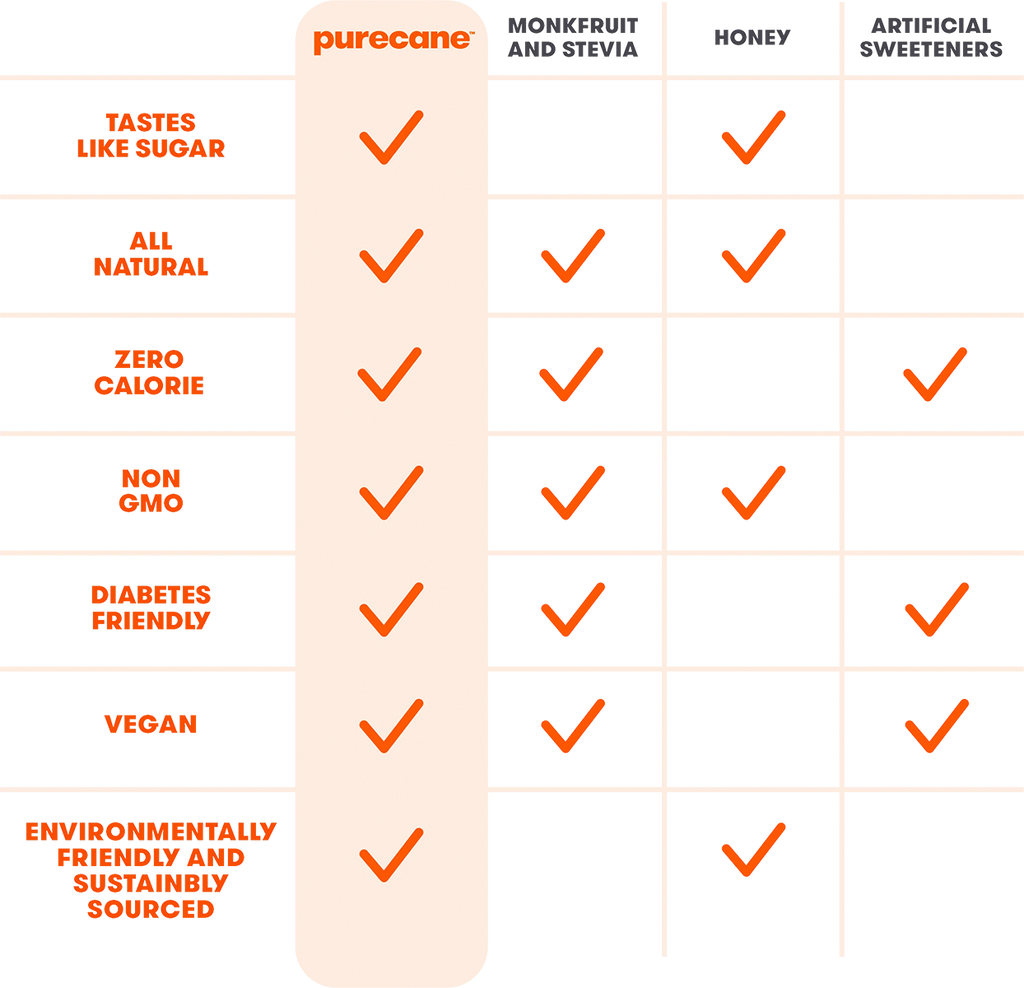 purecane™
MONKFRUIT
AND STEVIA
HONEY
ARTIFICIAL
SWEETENERS
TASTES
LIKE SUGAR
ALL
NATURAL
ZERO
CALORIE
NON
GMO
DIABETES
FRIENDLY
VEGAN
ENVIRONMENTALLY
FRIENDLY AND
SUSTAINBLY
SOURCED